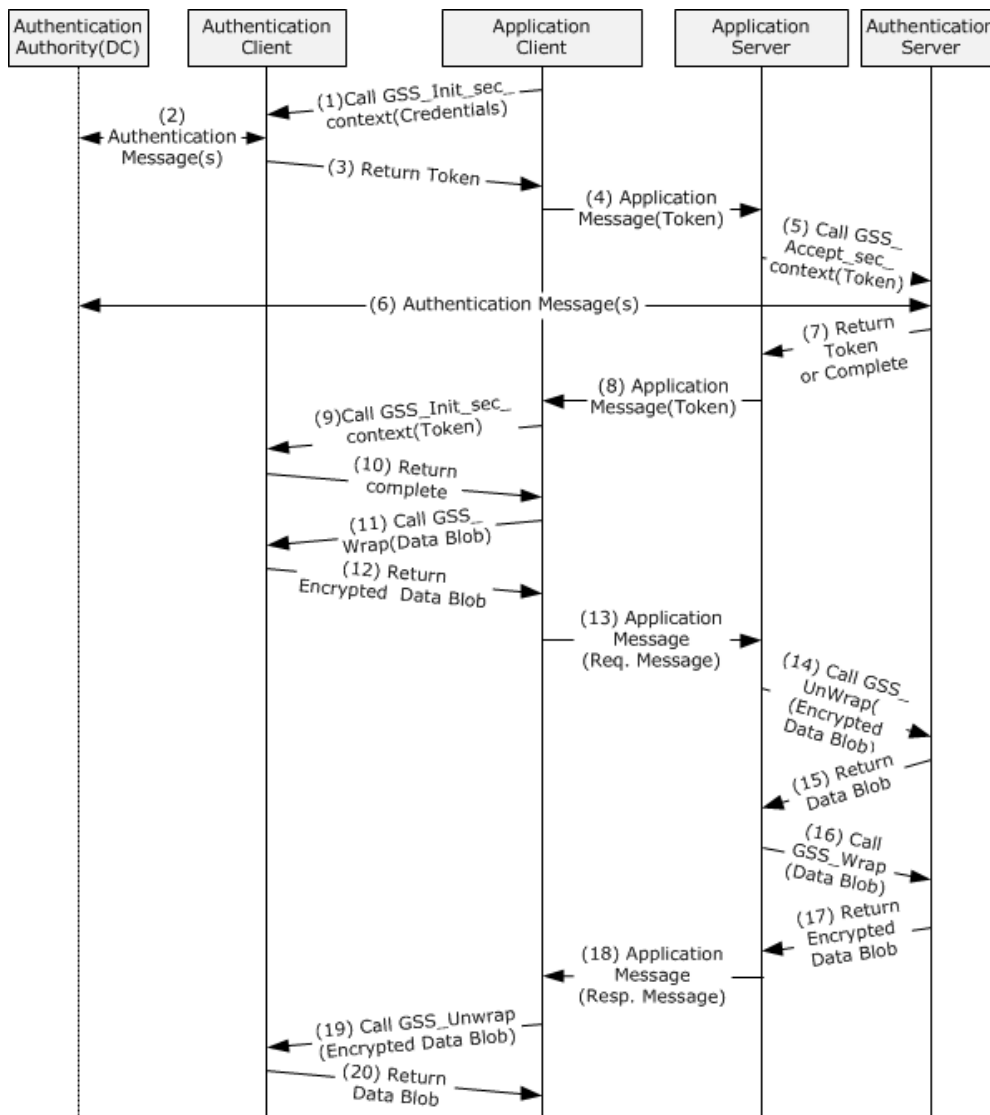 Authentication
Authority(DC)
Authentication
Client
Application
Client
Application
Server
Authentication
Server
(1)Call GSS_Init_sec_
context(Credentials)
(2)
Authentication
Message(s)
(3) Return Token
(4) Application
Message(Token)
(5) Call GSS_
Accept_sec_
context(Token)
(6) Authentication Message(s)
(7) Return
Token
or Complete
(8) Application
Message(Token)
(9)Call GSS_Init_sec_
context(Token)
(10) Return
complete
(11) Call GSS_
Wrap(Data Blob)
(12) Return
Encrypted Data Blob
(13) Application
Message
(Req. Message)
(14) Call GSS_
UnWrap(
(Encrypted
Data Blob)
(15) Return
Data Blob
(16) Call
GSS_Wrap
(Data Blob)
(17) Return
Encrypted
Data Blob
(18) Application
Message
(Resp. Message)
(19) Call GSS_Unwrap
(Encrypted Data Blob)
(20) Return
Data Blob